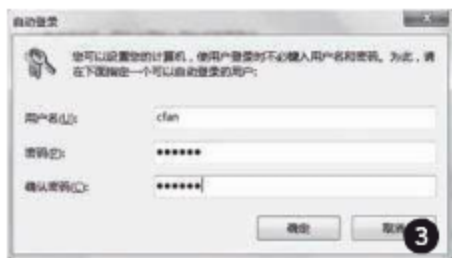 自动登录
您可以设置您的计算机，使用户登录时不必键入用户名和密码。为此，请
在下面指定一个可以自动登录的用户:
用户名(U):
cfan
密码(P):
●●●●●●
确认密码(C):
●●●●●●
确定
取消
3